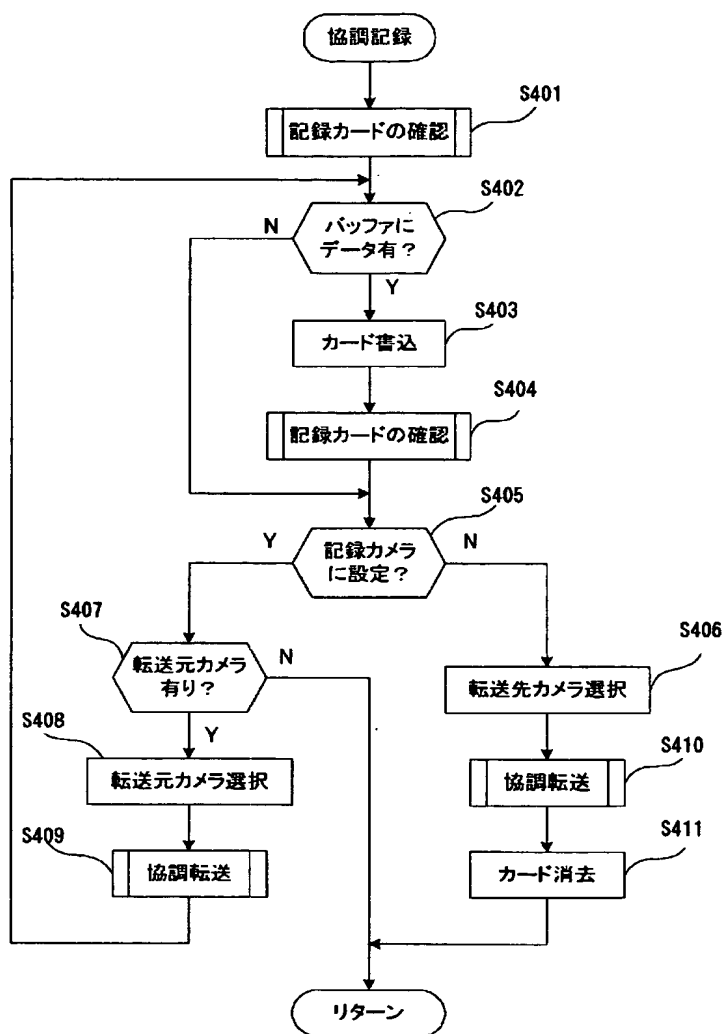 協調記録
S401
記録カードの確認
S402
バッファに
データ有？
N
Y
S403
カード書込
S404
記録カードの確認
S405
記録カメラ
に設定？
Y
N
S407
転送元カメラ
有り？
N
Y
S406
転送先カメラ選択
S408
転送元カメラ選択
S410
協調転送
S409
協調転送
S411
カード消去
リターン